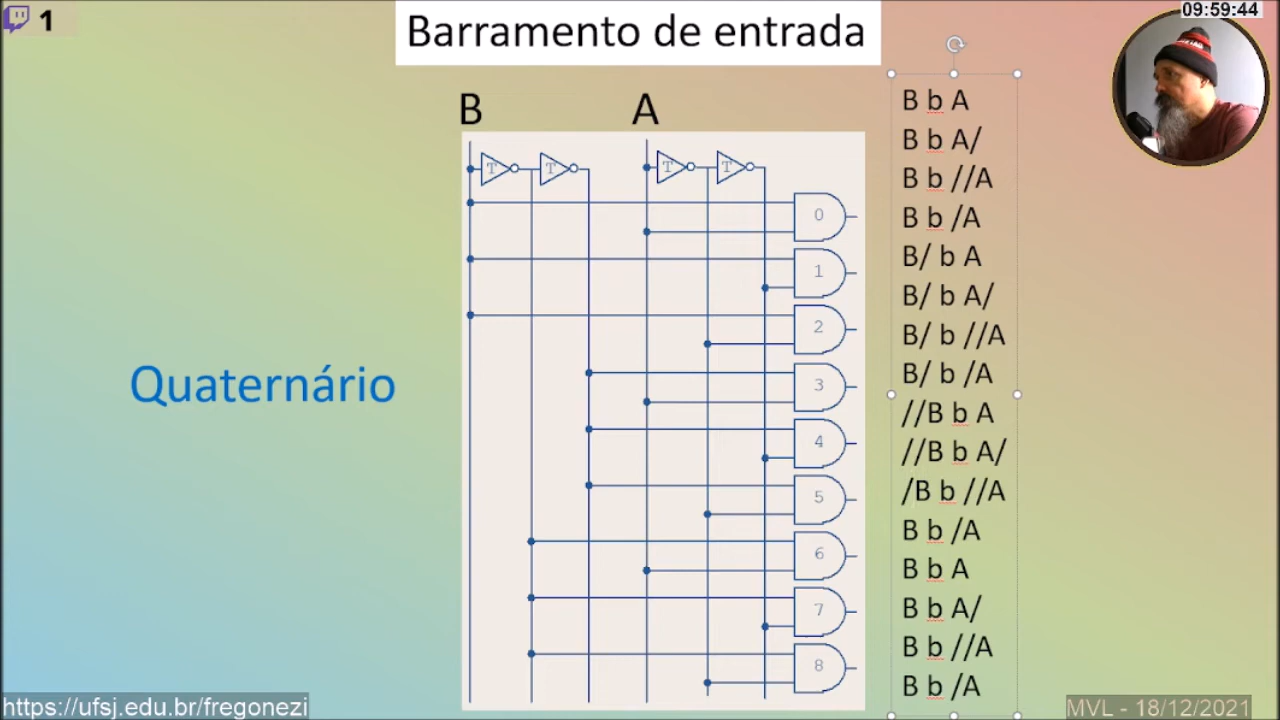 1
09:59:44
Barramento de entrada
B A
T T T T
0
1
2
3
4
5
6
7
8
Quaternário
B b A
B b A/
B b //A
B b /A
B/ b A
B/ b A/
B/ b //A
B/ b /A
//B b A
//B b A/
/B b //A
B b /A
B b A
B b A/
B b //A
B b /A
https://ufsj.edu.br/fregonezi
MVL - 18/12/2021